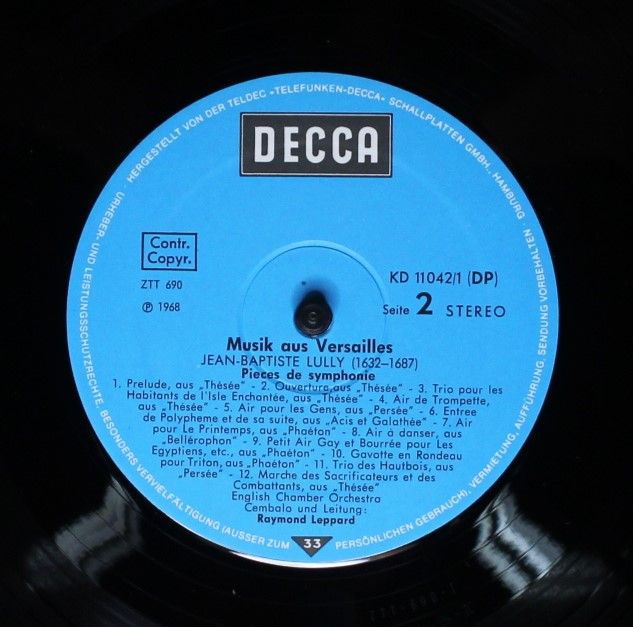 HERGESTELLT VON DER TELDEC »TELEFUNKEN-DECCA« SCHALLPLATTEN GMBH, HAMBURG
URHEBER- UND LEISTUNGSSCHUTZRECHTE, BESONDERS VERVIELFÄLTIGUNG (AUSSER ZUM PERSÖNLICHEN GEBRAUCH), VERMIETUNG, AUFFÜHRUNG, SENDUNG VORBEHALTEN
DECCA
Contr.
Copyr.
ZTT 690
KD 11042/1 (DP)
℗ 1968
Seite 2 STEREO
Musik aus Versailles
JEAN-BAPTISTE LULLY (1632–1687)
Pieces de symphonie
1. Prelude, aus „Thésée" - 2. Ouverture, aus „Thésée" - 3. Trio pour les
Habitants de l'Isle Enchantée, aus „Thésée" - 4. Air de Trompette,
aus „Thésée" - 5. Air pour les Gens, aus „Persée" - 6. Entree
de Polypheme et de sa suite, aus „Acis et Galathée" - 7. Air
pour Le Printemps, aus „Phaéton" - 8. Air à danser, aus
„Bellérophon" - 9. Petit Air Gay et Bourrée pour Les
Egyptiens, etc., aus „Phaéton" - 10. Gavotte en Rondeau
pour Triton, aus „Phaéton" - 11. Trio des Hautbois, aus
„Persée" - 12. Marche des Sacrificateurs et des
Combattants, aus „Thésée"
English Chamber Orchestra
Cembalo und Leitung:
Raymond Leppard
33